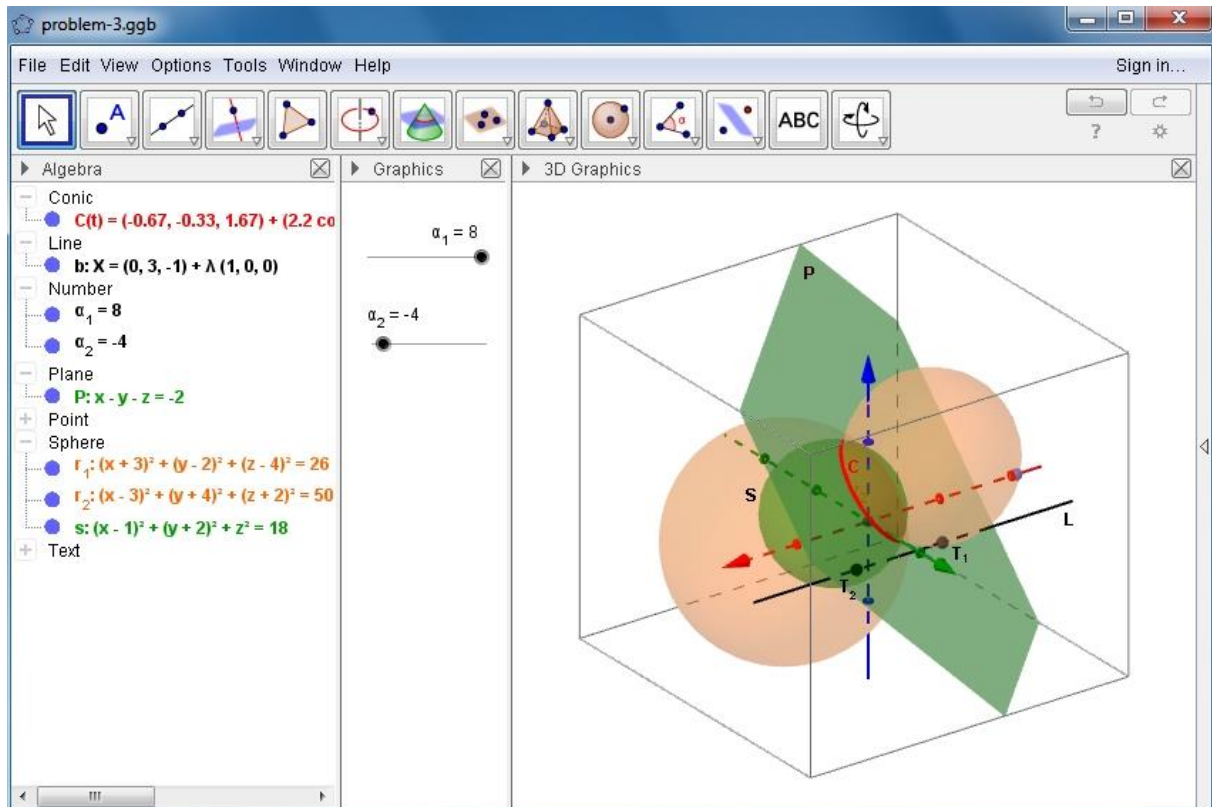 problem-3.ggb
File Edit View Options Tools Window Help Sign in...
A α ABC ?
Algebra Graphics 3D Graphics
Conic
C(t) = (-0.67, -0.33, 1.67) + (2.2 co
Line
b: X = (0, 3, -1) + λ (1, 0, 0)
Number
α₁ = 8
α₂ = -4
Plane
P: x - y - z = -2
Point
Sphere
r₁: (x + 3)² + (y - 2)² + (z - 4)² = 26
r₂: (x - 3)² + (y + 4)² + (z + 2)² = 50
s: (x - 1)² + (y + 2)² + z² = 18
Text
α₁ = 8
α₂ = -4
P
C
S
L
T₁
T₂